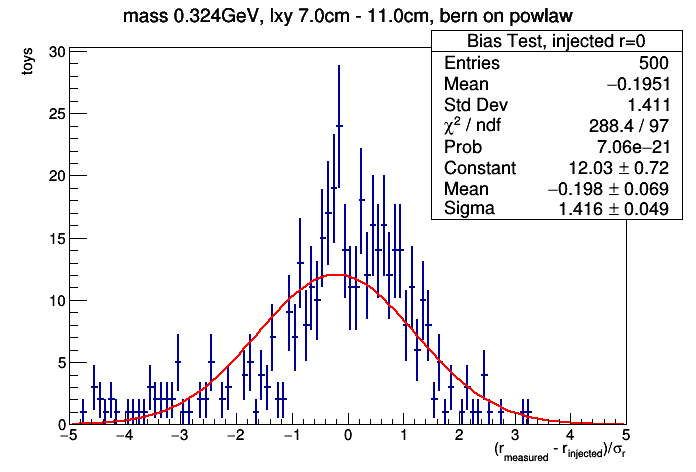 mass 0.324GeV, lxy 7.0cm - 11.0cm, bern on powlaw
Bias Test, injected r=0
Entries 500
Mean −0.1951
Std Dev 1.411
χ² / ndf 288.4 / 97
Prob 7.06e−21
Constant 12.03 ± 0.72
Mean −0.198 ± 0.069
Sigma 1.416 ± 0.049
toys
30
25
20
15
10
5
0
−5 −4 −3 −2 −1 0 1 2 3 4 5
(r_measured - r_injected)/σ_r